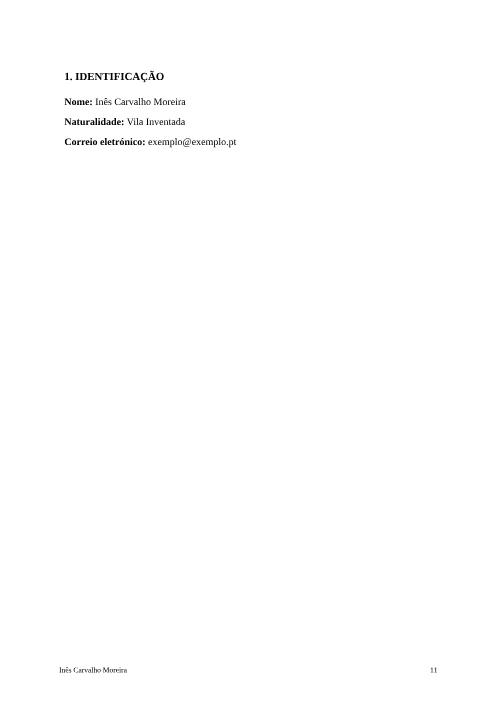 1. IDENTIFICAÇÃO
Nome: Inês Carvalho Moreira
Naturalidade: Vila Inventada
Correio eletrónico: exemplo@exemplo.pt
Inês Carvalho Moreira 11